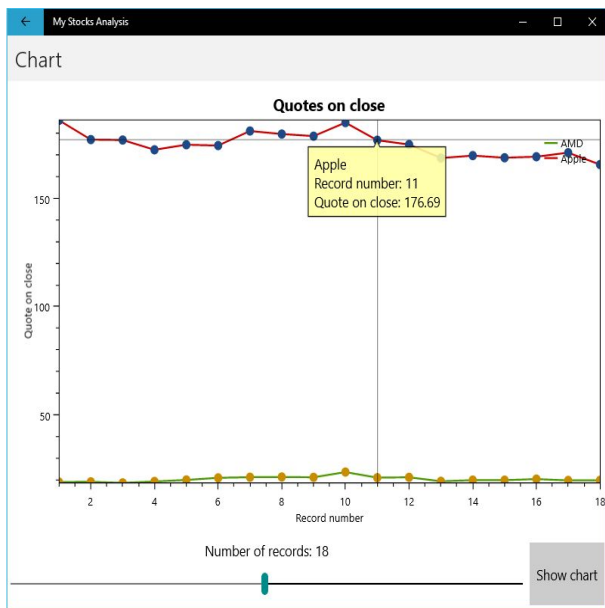 My Stocks Analysis
Chart
Quotes on close
AMD
Apple
Apple
Record number: 11
Quote on close: 176.69
150
100
50
Quote on close
2 4 6 8 10 12 14 16 18
Record number
Number of records: 18
Show chart